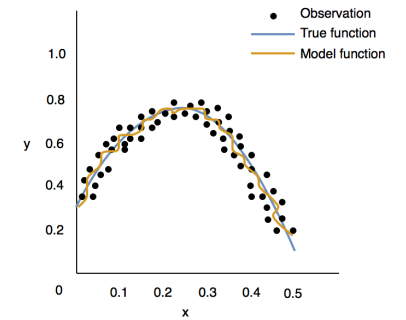 Observation
True function
Model function
1.0
0.8
y
0.6
0.4
0.2
0
0.1 0.2 0.3 0.4 0.5
x